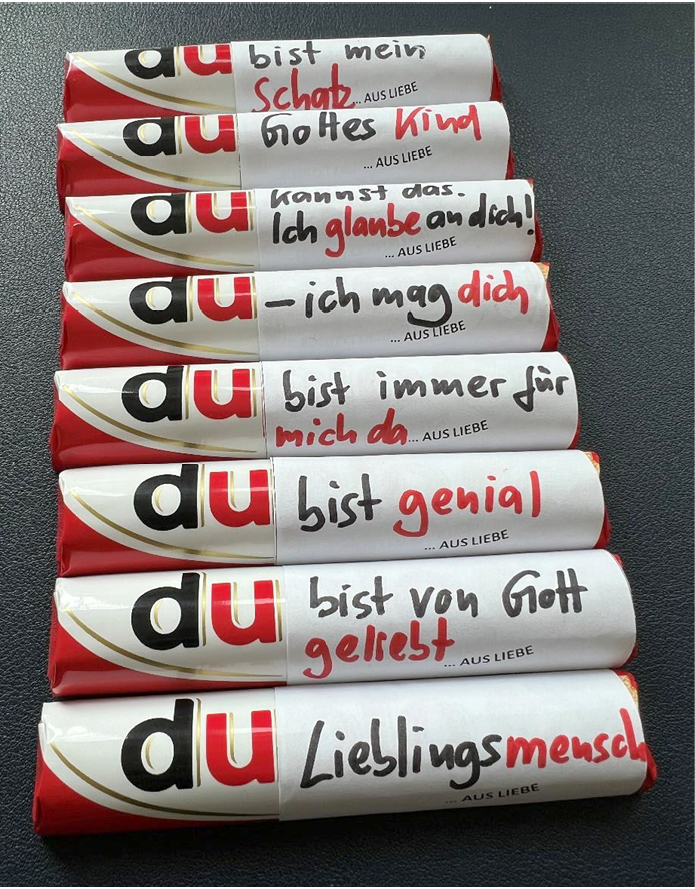 du bist mein
Schatz... AUS LIEBE
du Gottes Kind
... AUS LIEBE
du kannst das.
Ich glaube an dich!
... AUS LIEBE
du – ich mag dich
... AUS LIEBE
du bist immer für
mich da... AUS LIEBE
du bist genial
... AUS LIEBE
du bist von Gott
geliebt ... AUS LIEBE
du Lieblingsmensch
... AUS LIEBE